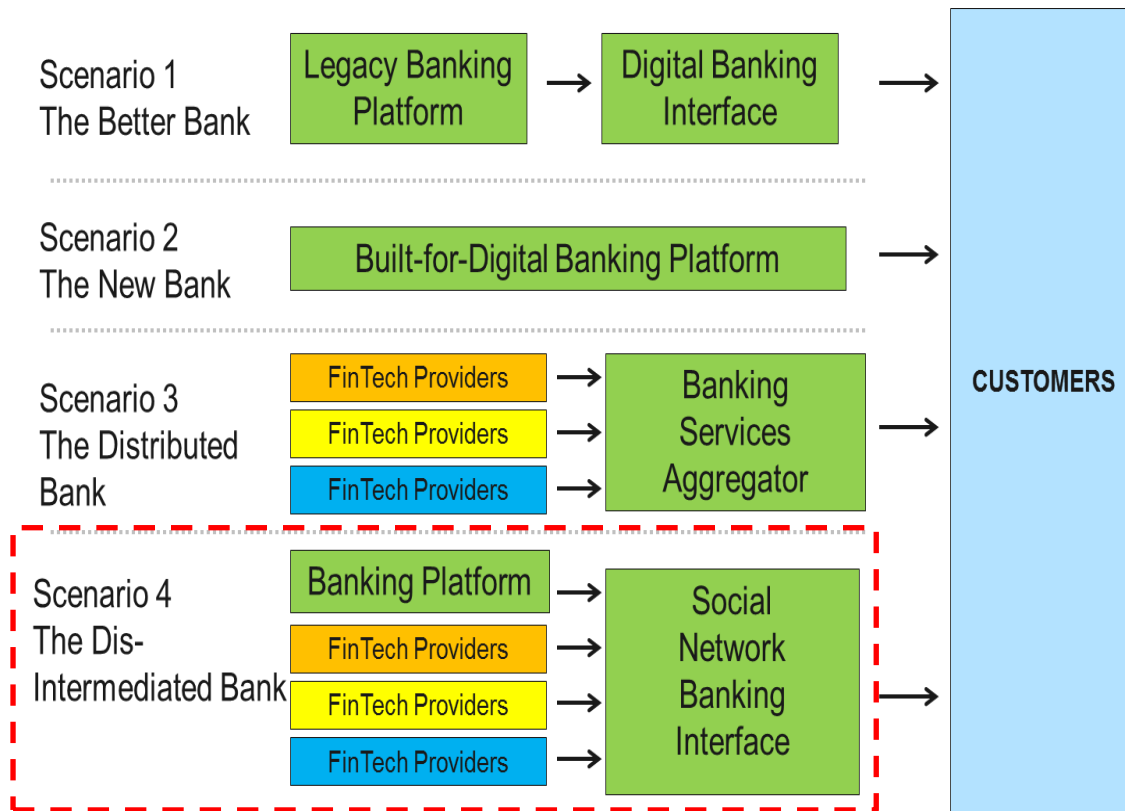 Scenario 1
The Better Bank
Legacy Banking
Platform
Digital Banking
Interface
Scenario 2
The New Bank
Built-for-Digital Banking Platform
Scenario 3
The Distributed
Bank
FinTech Providers
FinTech Providers
FinTech Providers
Banking
Services
Aggregator
CUSTOMERS
Scenario 4
The Dis-
Intermediated Bank
Banking Platform
FinTech Providers
FinTech Providers
FinTech Providers
Social
Network
Banking
Interface